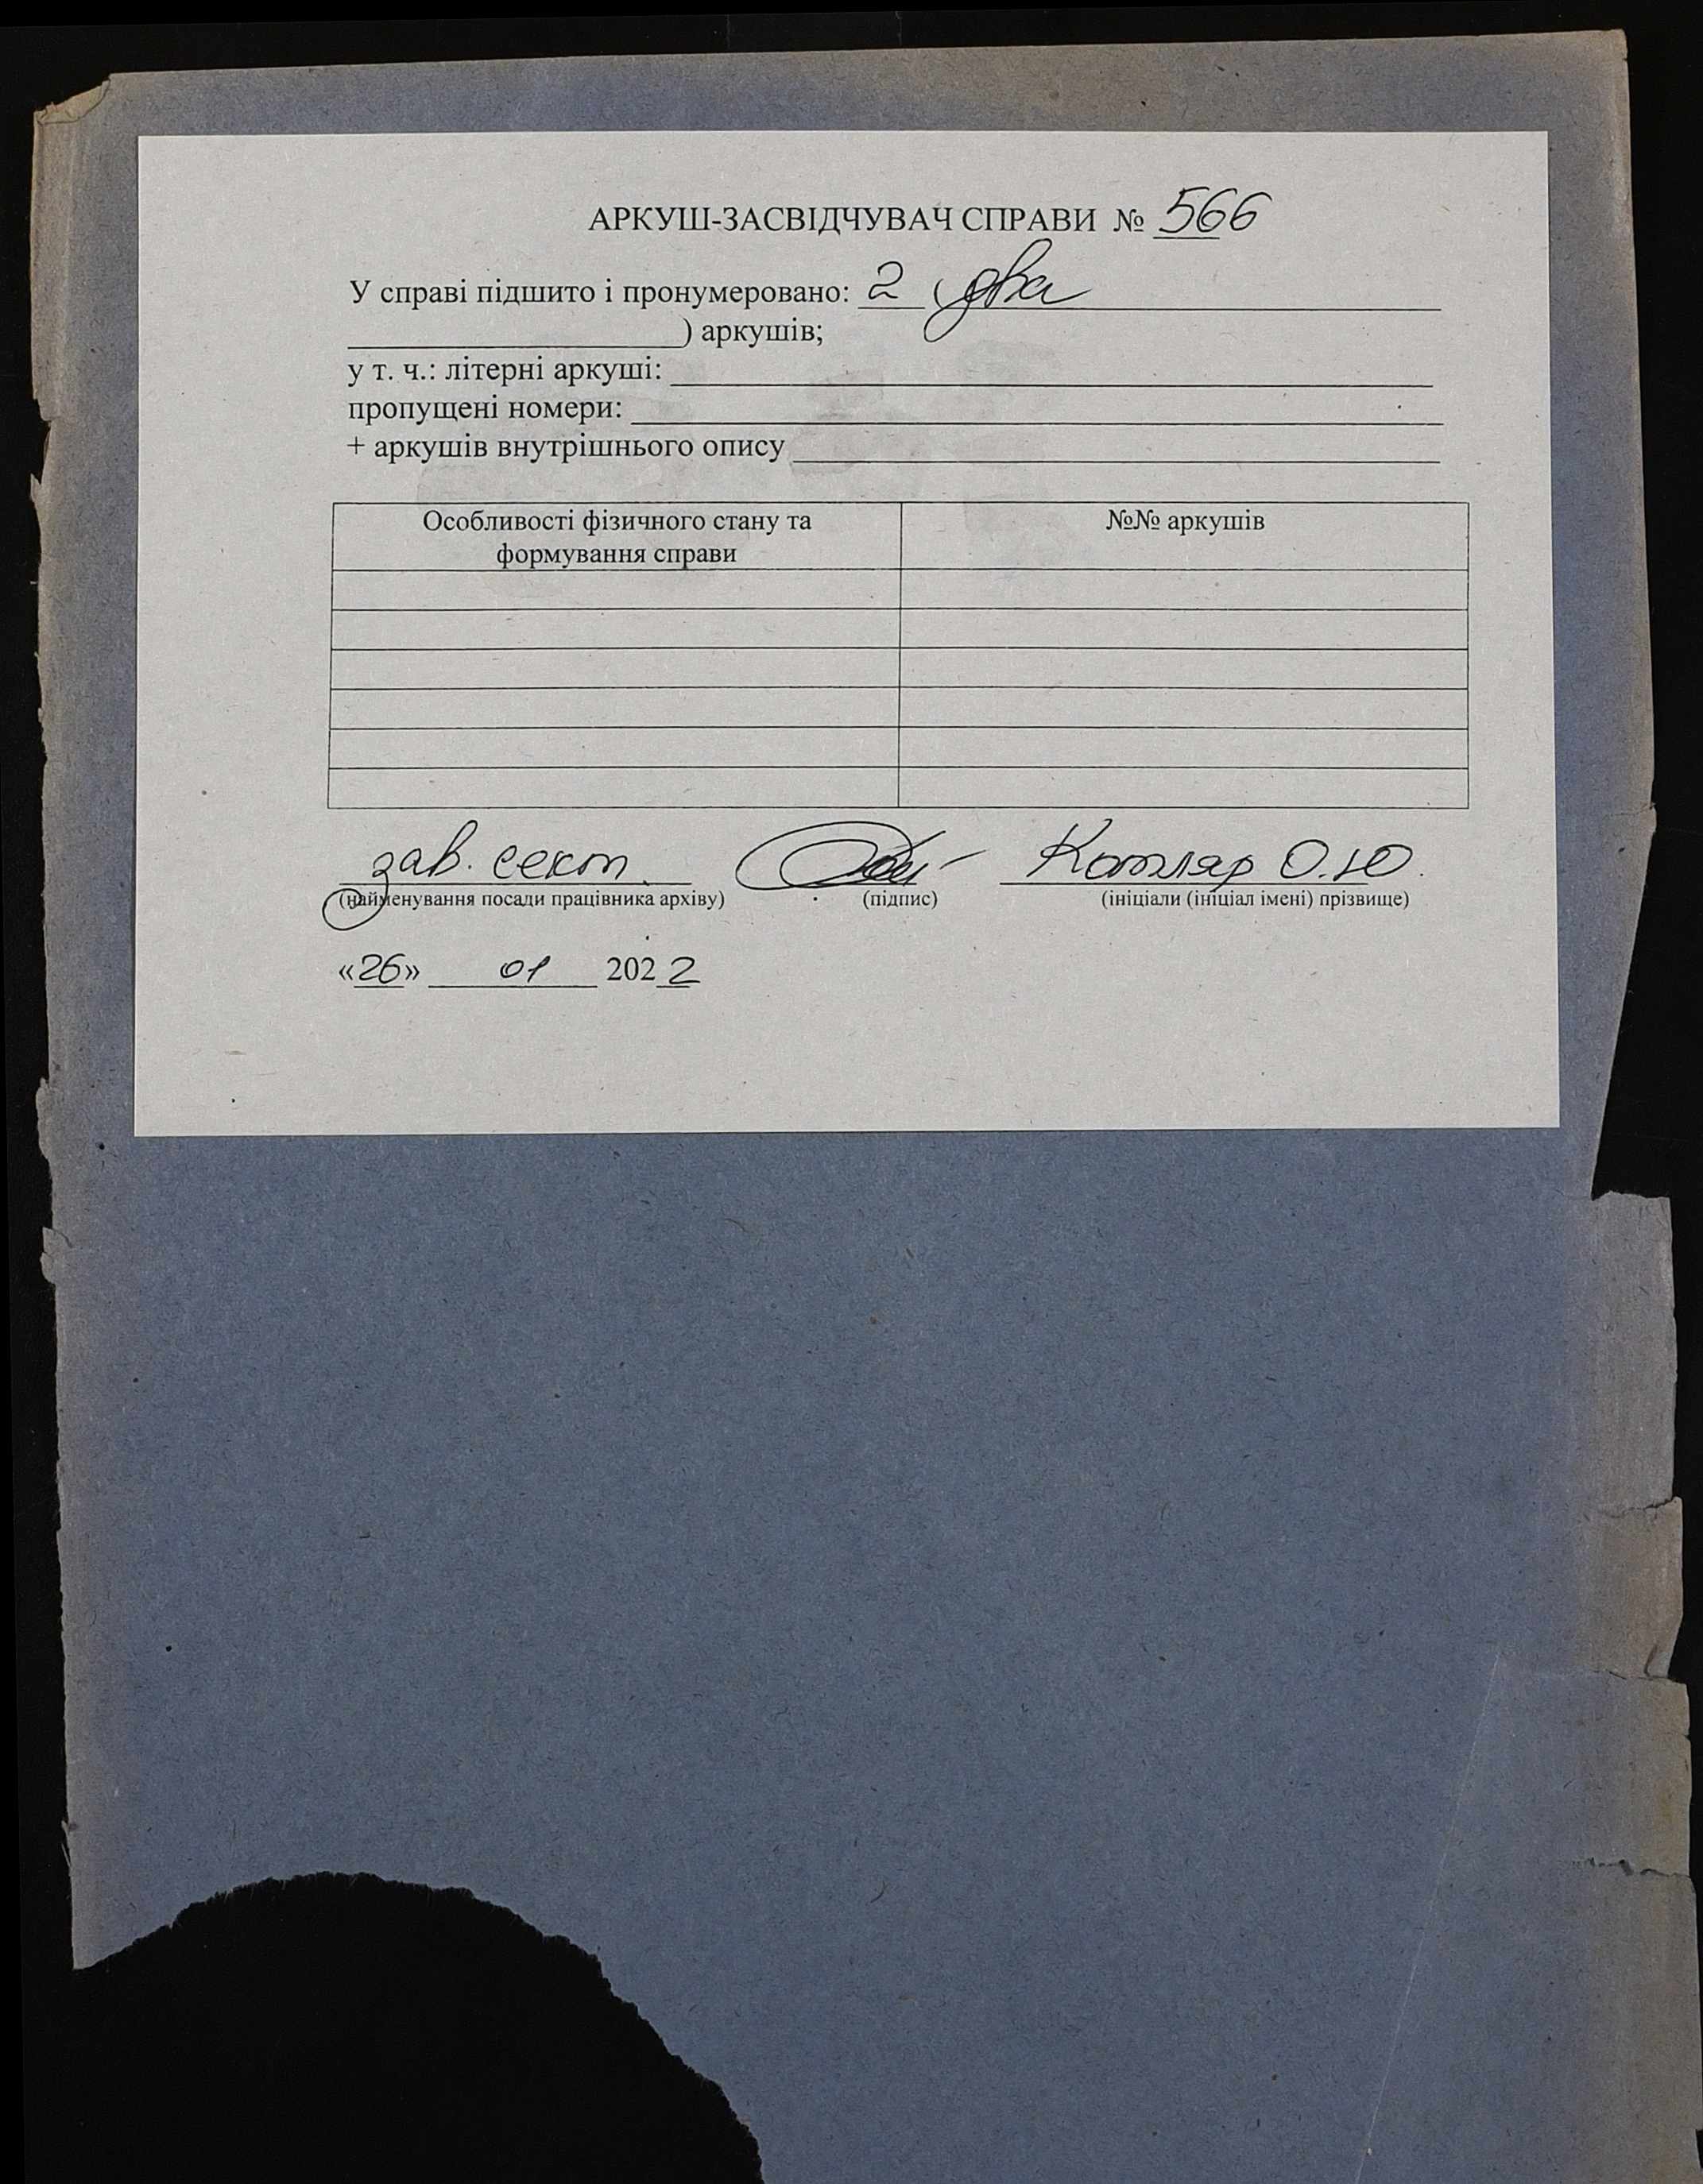 АРКУШ-ЗАСВІДЧУВАЧ СПРАВИ № 566
У справі підшито і пронумеровано: 2 ( два
) аркушів;
у т. ч.: літерні аркуші:
пропущені номери:
+ аркушів внутрішнього опису
Особливості фізичного стану та формування справи №№ аркушів
зав. сект. Котляр О.Ю.
(найменування посади працівника архіву) (підпис) (ініціали (ініціал імені) прізвище)
«26» 01 2022